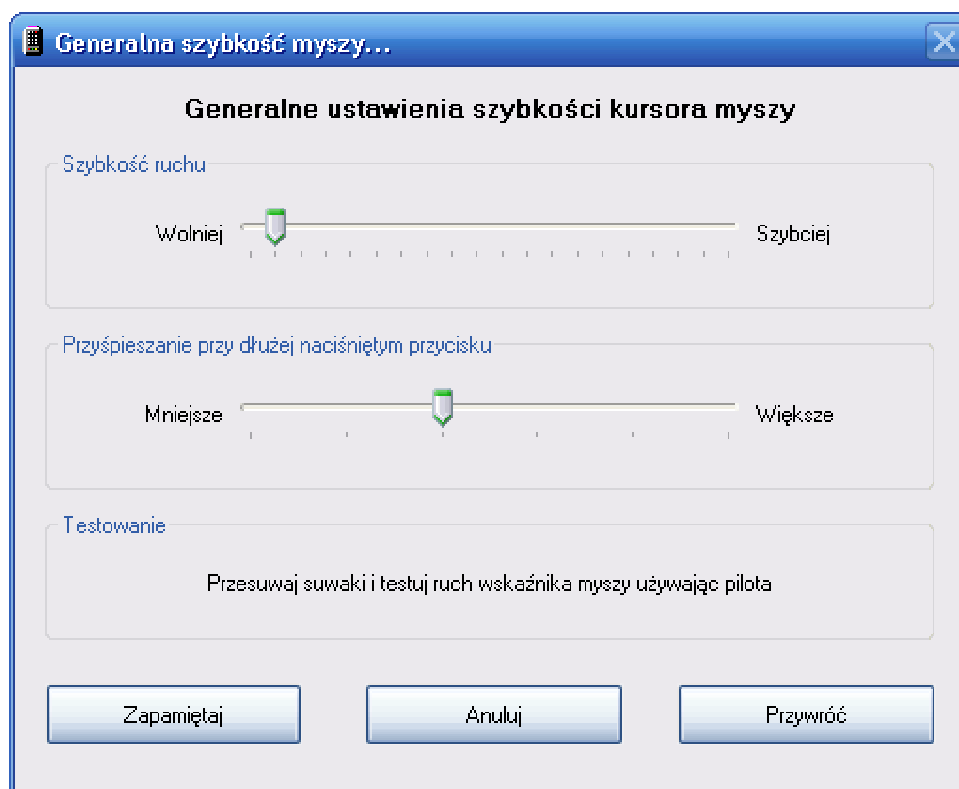 Generalna szybkość myszy...
Generalne ustawienia szybkości kursora myszy
Szybkość ruchu
Wolniej Szybciej
Przyśpieszanie przy dłużej naciśniętym przycisku
Mniejsze Większe
Testowanie
Przesuwaj suwaki i testuj ruch wskaźnika myszy używając pilota
Zapamiętaj Anuluj Przywróć